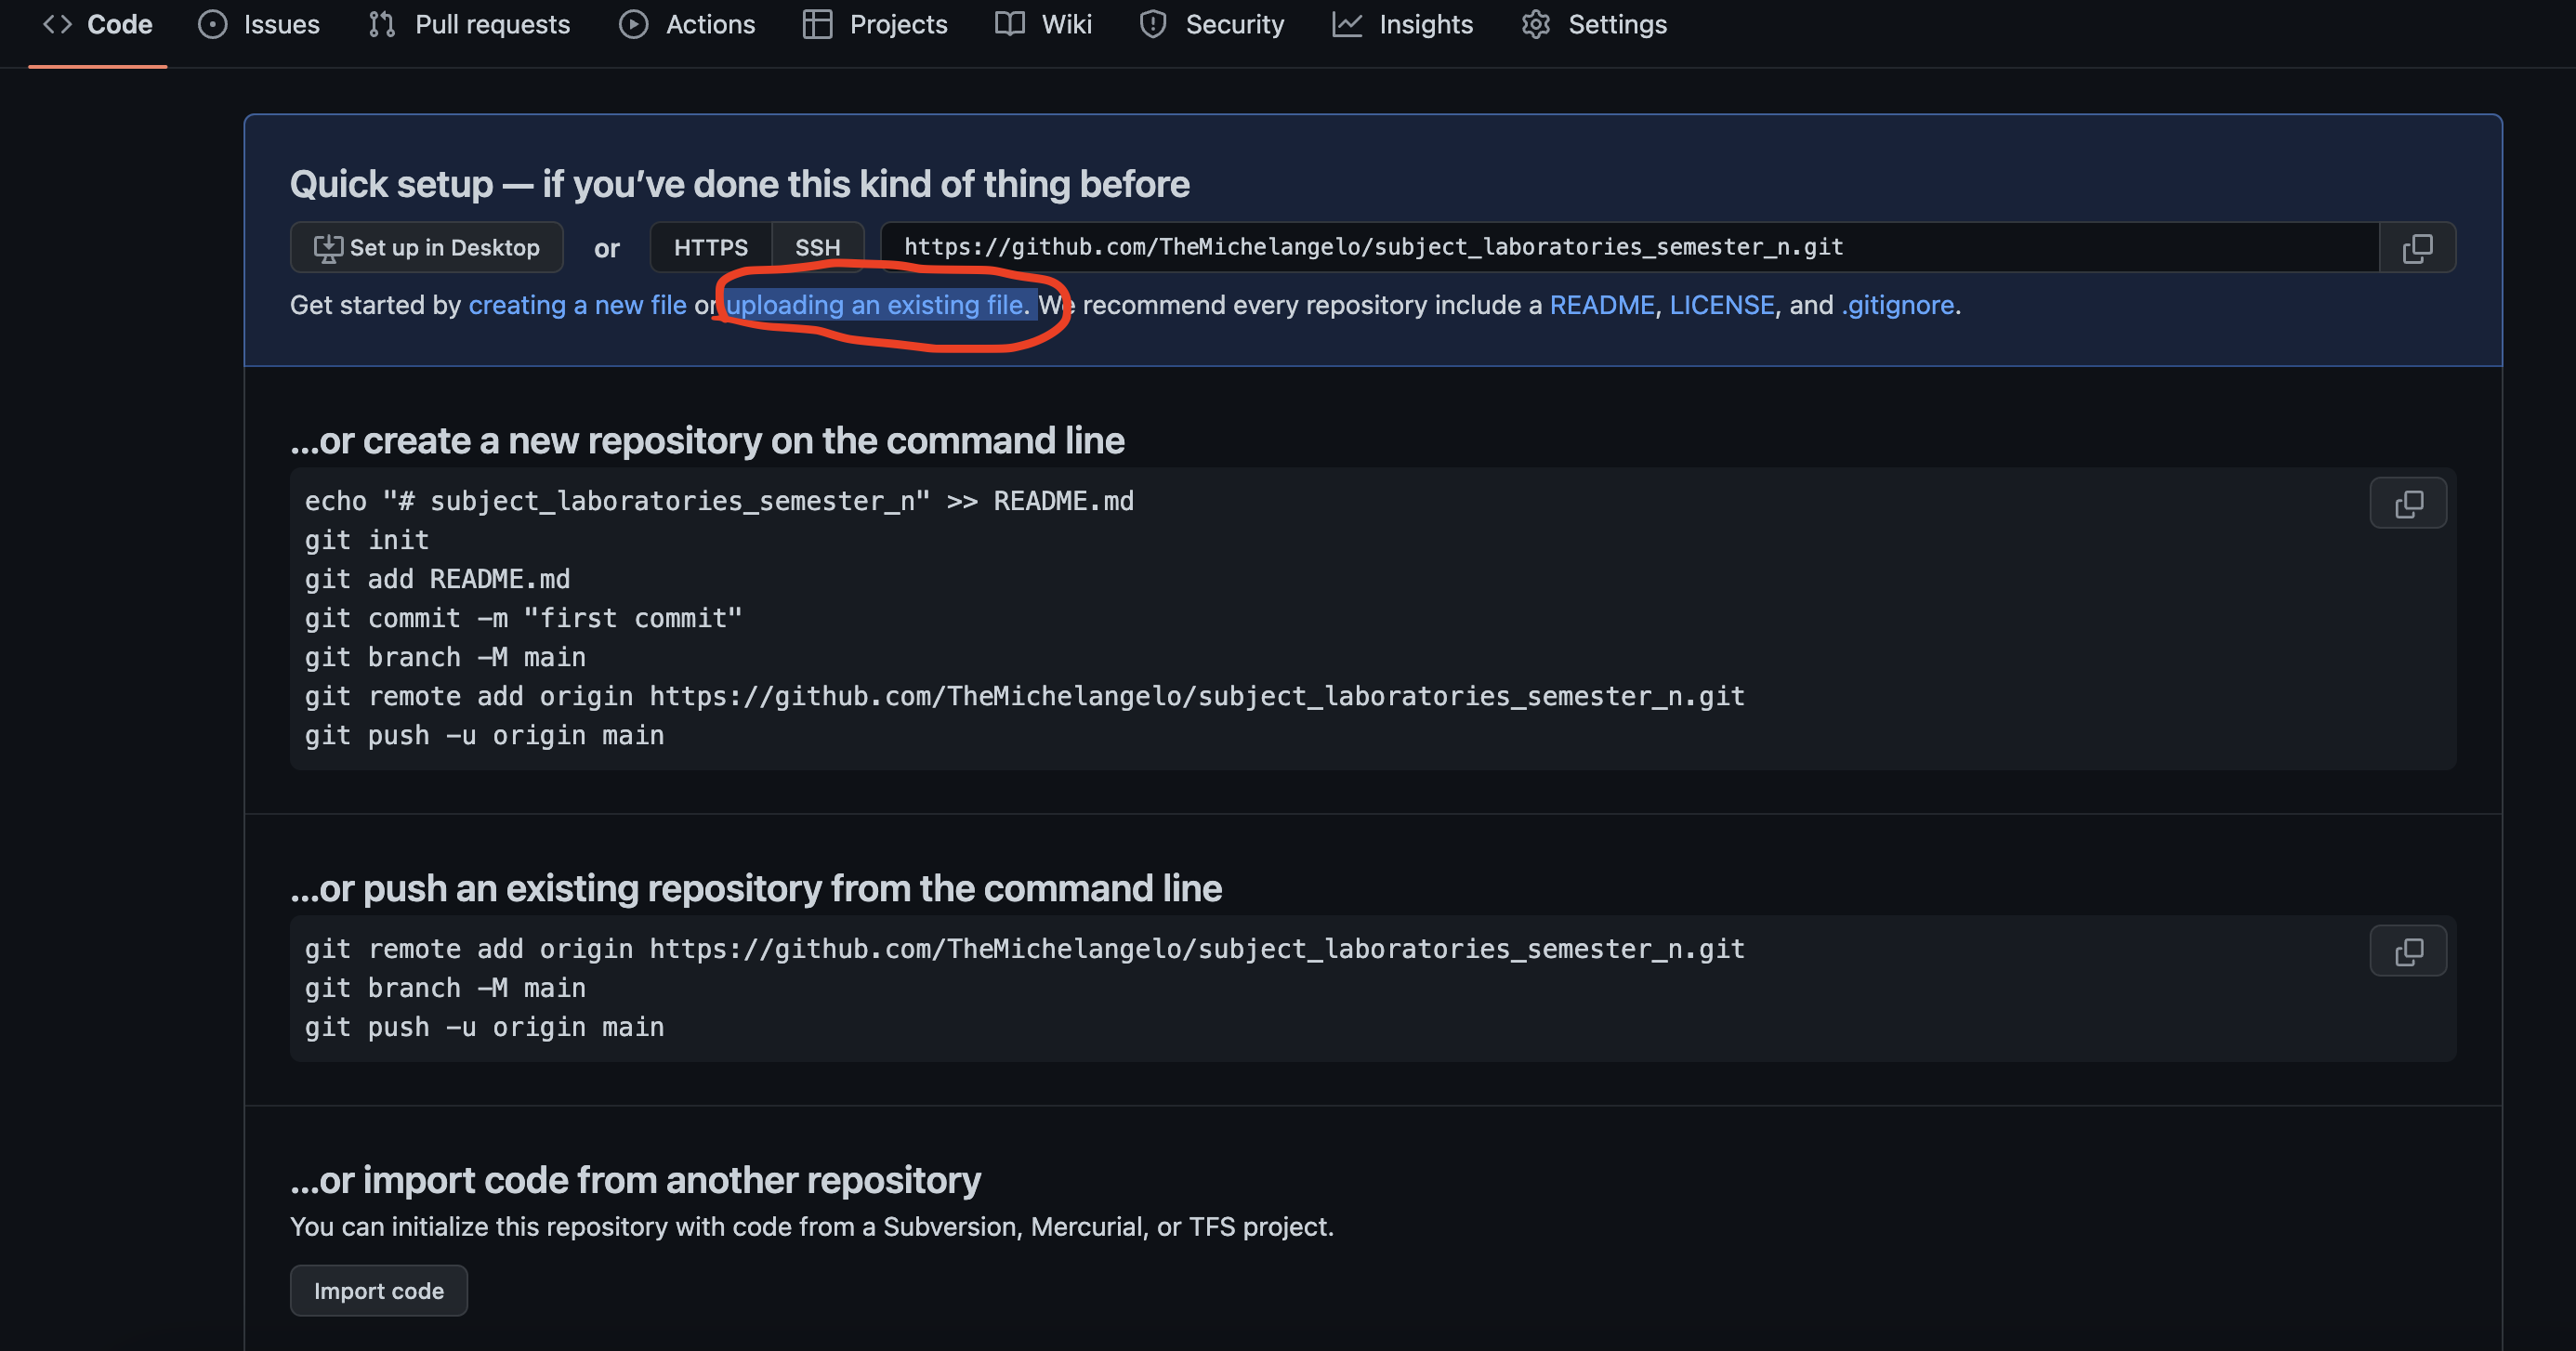 Code Issues Pull requests Actions Projects Wiki Security Insights Settings
Quick setup — if you’ve done this kind of thing before
Set up in Desktop or HTTPS SSH https://github.com/TheMichelangelo/subject_laboratories_semester_n.git
Get started by creating a new file or uploading an existing file. We recommend every repository include a README, LICENSE, and .gitignore.
...or create a new repository on the command line
echo "# subject_laboratories_semester_n" >> README.md
git init
git add README.md
git commit -m "first commit"
git branch -M main
git remote add origin https://github.com/TheMichelangelo/subject_laboratories_semester_n.git
git push -u origin main
...or push an existing repository from the command line
git remote add origin https://github.com/TheMichelangelo/subject_laboratories_semester_n.git
git branch -M main
git push -u origin main
...or import code from another repository
You can initialize this repository with code from a Subversion, Mercurial, or TFS project.
Import code